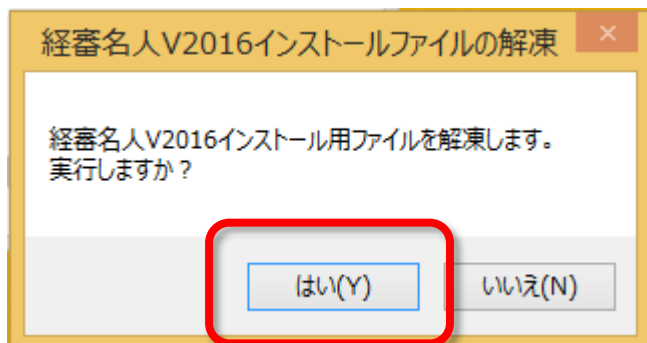 経審名人V2016インストールファイルの解凍
経審名人V2016インストール用ファイルを解凍します。
実行しますか？
はい(Y)
いいえ(N)